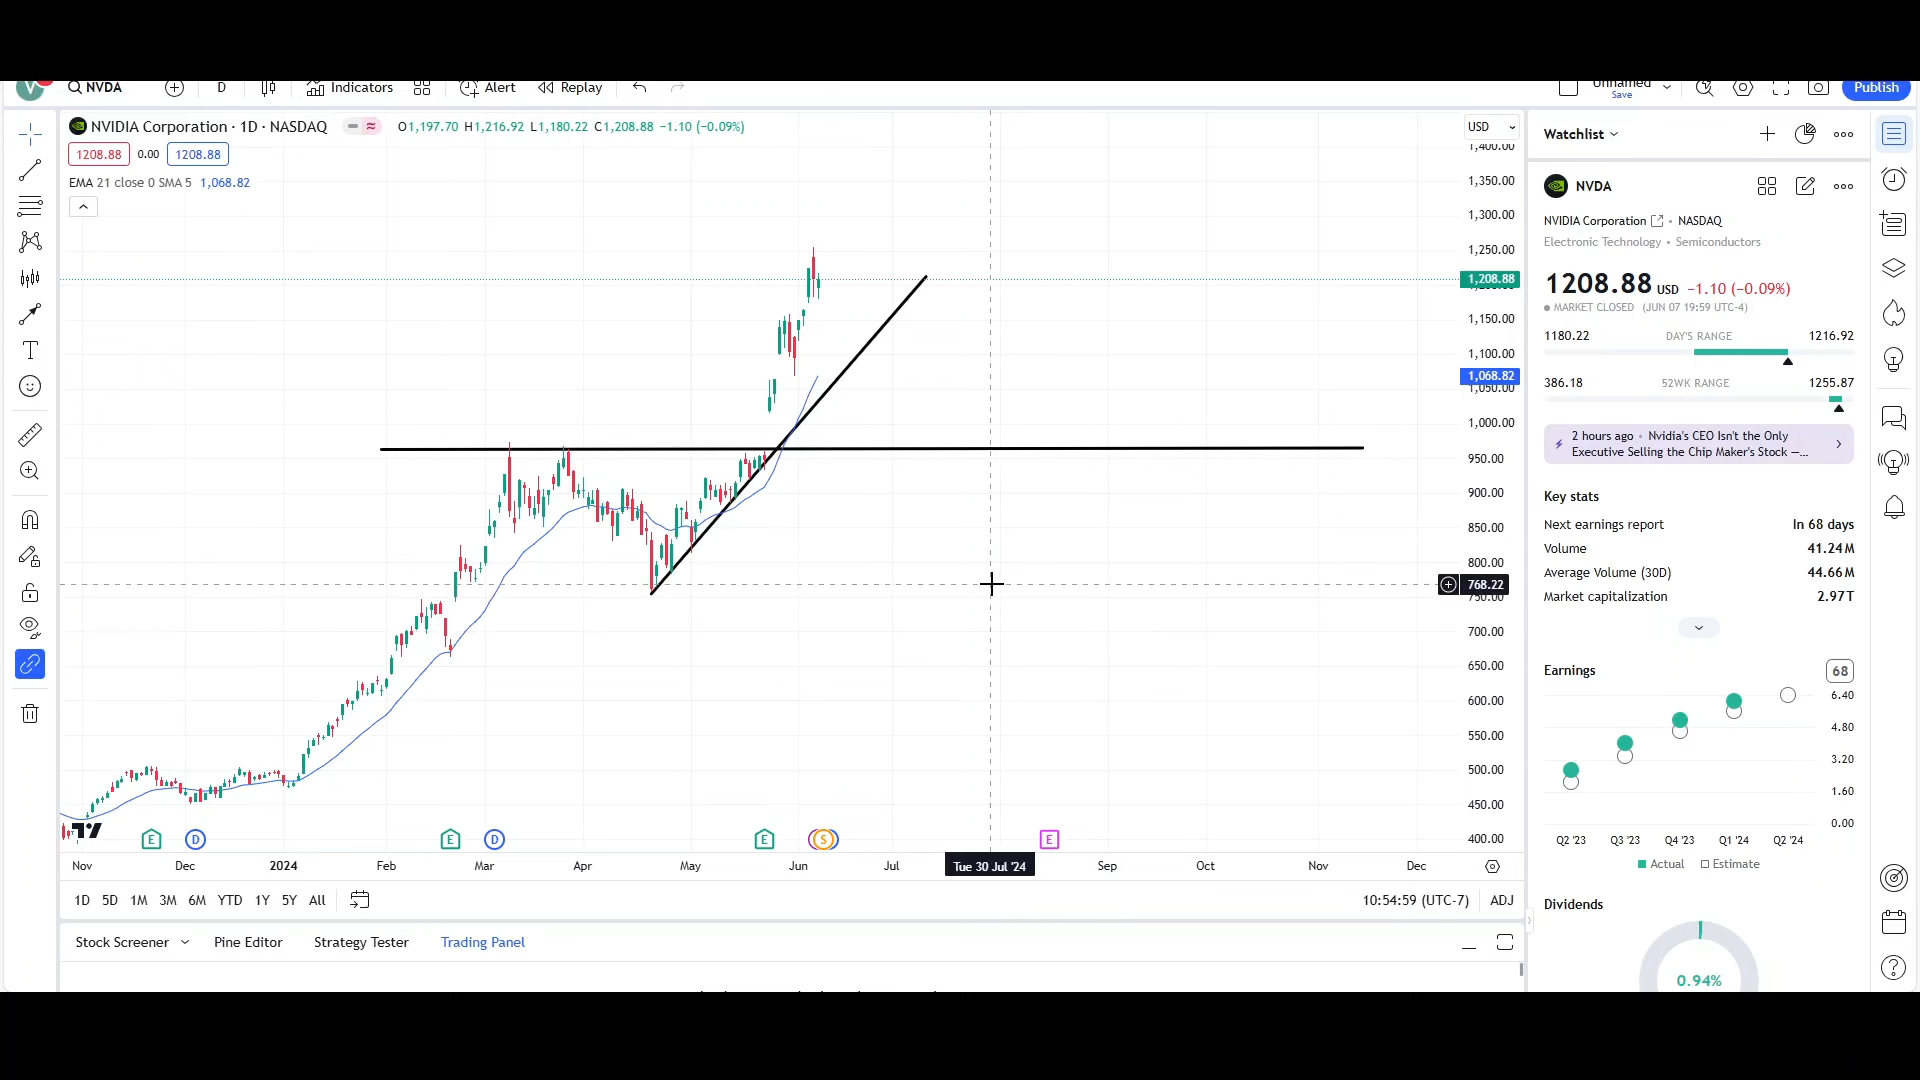 V NVDA D Indicators Alert Replay Unnamed Save Publish
NVIDIA Corporation · 1D · NASDAQ O1,197.70 H1,216.92 L1,180.22 C1,208.88 −1.10 (−0.09%) USD
1208.88 0.00 1208.88
EMA 21 close 0 SMA 5 1,068.82
1,400.00
1,350.00
1,300.00
1,250.00
1,208.88
1,200.00
1,150.00
1,100.00
1,068.82
1,050.00
1,000.00
950.00
900.00
850.00
800.00
768.22
750.00
700.00
650.00
600.00
550.00
500.00
450.00
400.00
E D E D E S E
Nov Dec 2024 Feb Mar Apr May Jun Jul Tue 30 Jul '24 Sep Oct Nov Dec
1D 5D 1M 3M 6M YTD 1Y 5Y All 10:54:59 (UTC-7) ADJ
Stock Screener Pine Editor Strategy Tester Trading Panel
Watchlist
NVDA
NVIDIA Corporation • NASDAQ
Electronic Technology • Semiconductors
1208.88 USD −1.10 (−0.09%)
MARKET CLOSED (JUN 07 19:59 UTC-4)
1180.22 DAY'S RANGE 1216.92
386.18 52WK RANGE 1255.87
2 hours ago • Nvidia's CEO Isn't the Only
Executive Selling the Chip Maker's Stock —...
Key stats
Next earnings report In 68 days
Volume 41.24M
Average Volume (30D) 44.66M
Market capitalization 2.97T
Earnings 68
6.40
4.80
3.20
1.60
0.00
Q2 '23 Q3 '23 Q4 '23 Q1 '24 Q2 '24
Actual Estimate
Dividends
0.94%